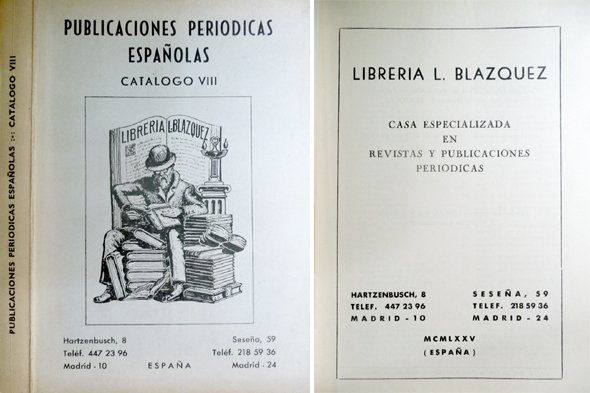 PUBLICACIONES PERIODICAS ESPAÑOLAS -:- CATALOGO VIII
PUBLICACIONES PERIODICAS
ESPAÑOLAS
CATALOGO VIII
LIBRERIA L.BLAZQUEZ
Hartzenbusch, 8
Teléf. 447 23 96
Madrid - 10
ESPAÑA
Seseña, 59
Teléf. 218 59 36
Madrid - 24
LIBRERIA L. BLAZQUEZ
CASA ESPECIALIZADA
EN
REVISTAS Y PUBLICACIONES
PERIODICAS
HARTZENBUSCH, 8
TELEF. 447 23 96
MADRID - 10
SESEÑA, 59
TELEF. 218 59 36
MADRID - 24
MCMLXXV
(ESPAÑA)